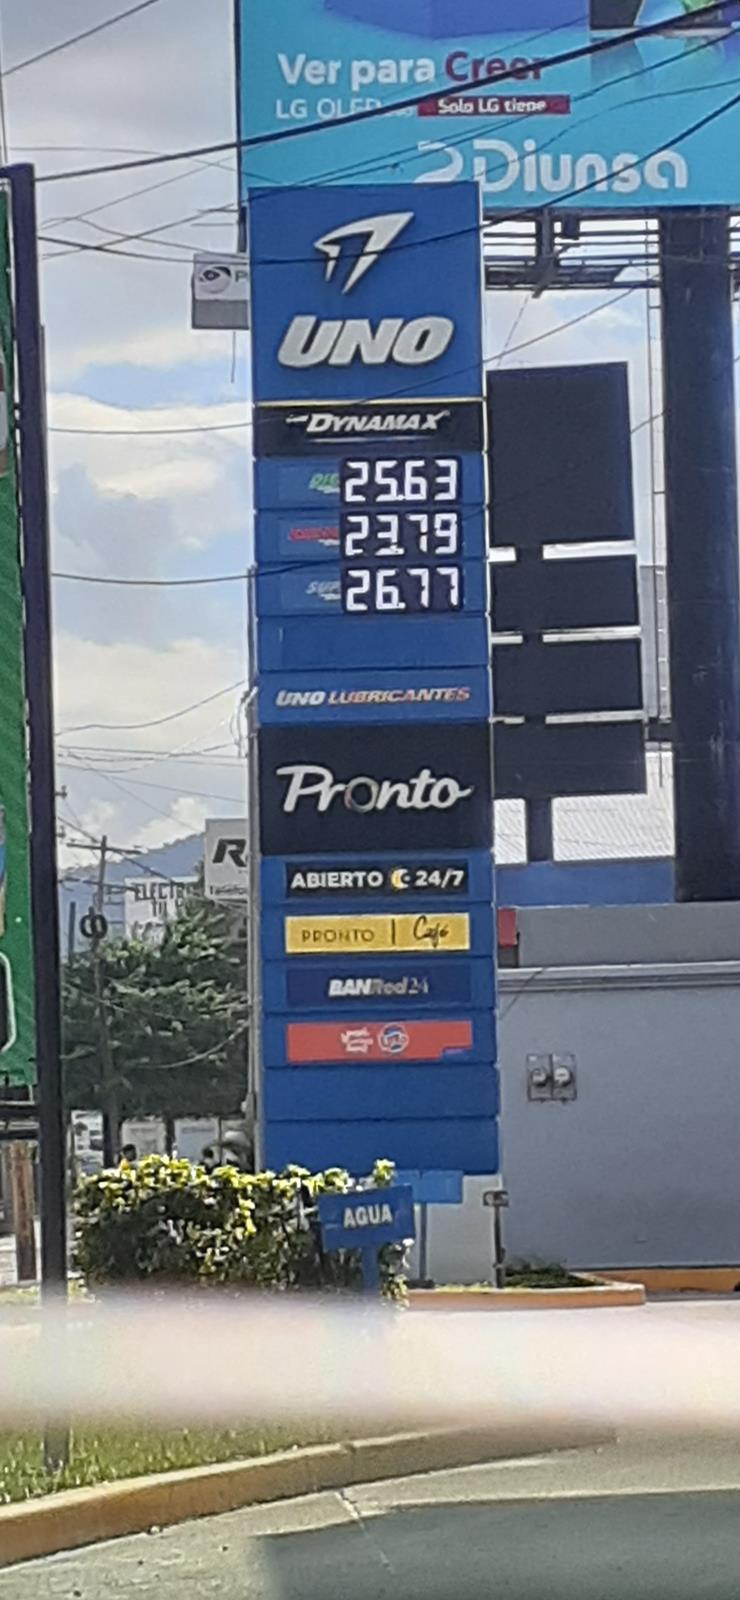 Ver para Creer
LG OLED Solo LG tiene
Diunsa
UNO
DYNAMAX
25.63
23.79
SUP 26.77
UNO LUBRICANTES
Pronto
ABIERTO 24/7
PRONTO | Café
BANRed24
AGUA